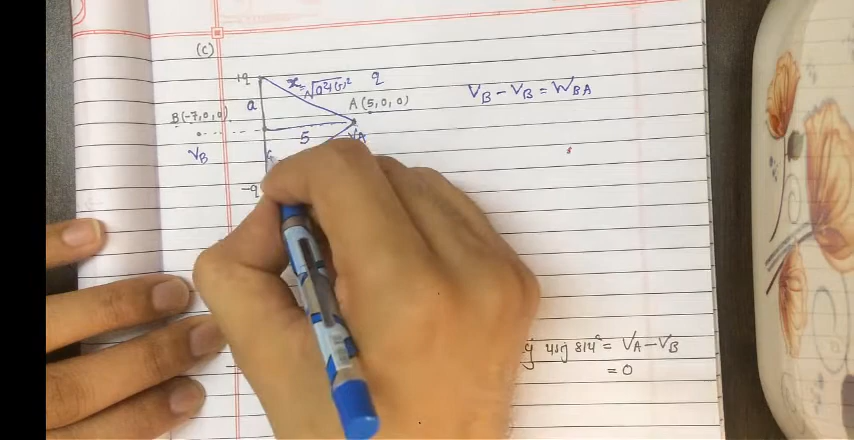 (C)
+q
x = √a²+(5)²
q
a
A (5,0,0)
V_B - V_B = W_BA
B(-7,0,0)
5
V_A
V_B
-q
= V_A - V_B
= 0